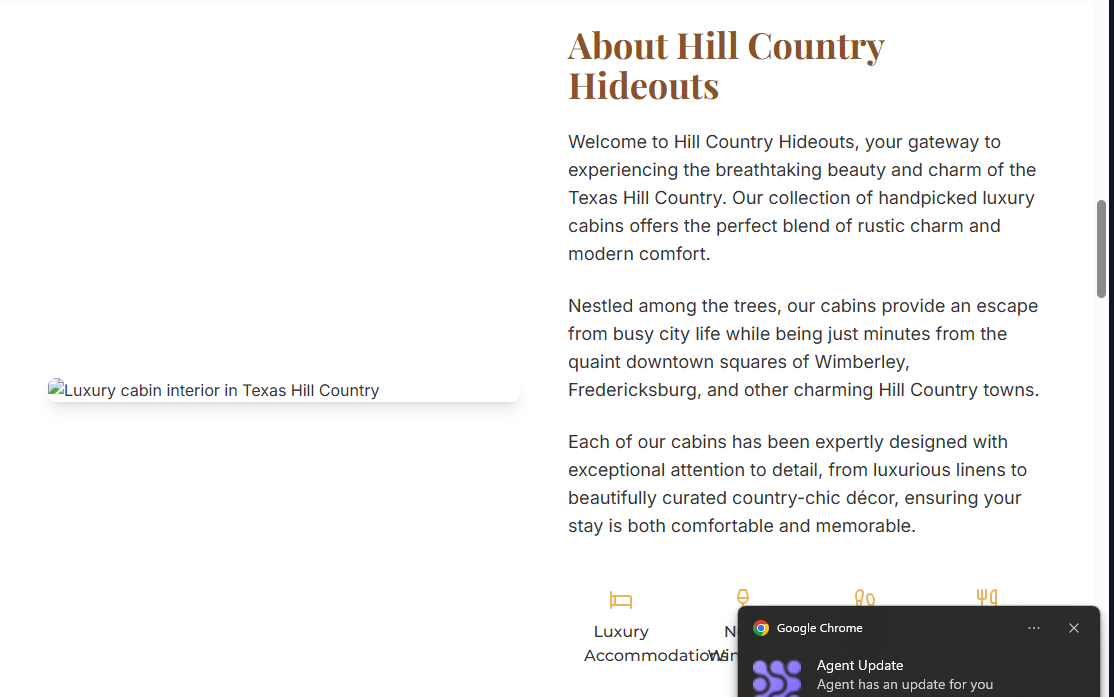 About Hill Country
Hideouts
Welcome to Hill Country Hideouts, your gateway to
experiencing the breathtaking beauty and charm of the
Texas Hill Country. Our collection of handpicked luxury
cabins offers the perfect blend of rustic charm and
modern comfort.
Nestled among the trees, our cabins provide an escape
from busy city life while being just minutes from the
quaint downtown squares of Wimberley,
Fredericksburg, and other charming Hill Country towns.
Luxury cabin interior in Texas Hill Country
Each of our cabins has been expertly designed with
exceptional attention to detail, from luxurious linens to
beautifully curated country-chic décor, ensuring your
stay is both comfortable and memorable.
Luxury
Accommodations
Google Chrome
Agent Update
Agent has an update for you